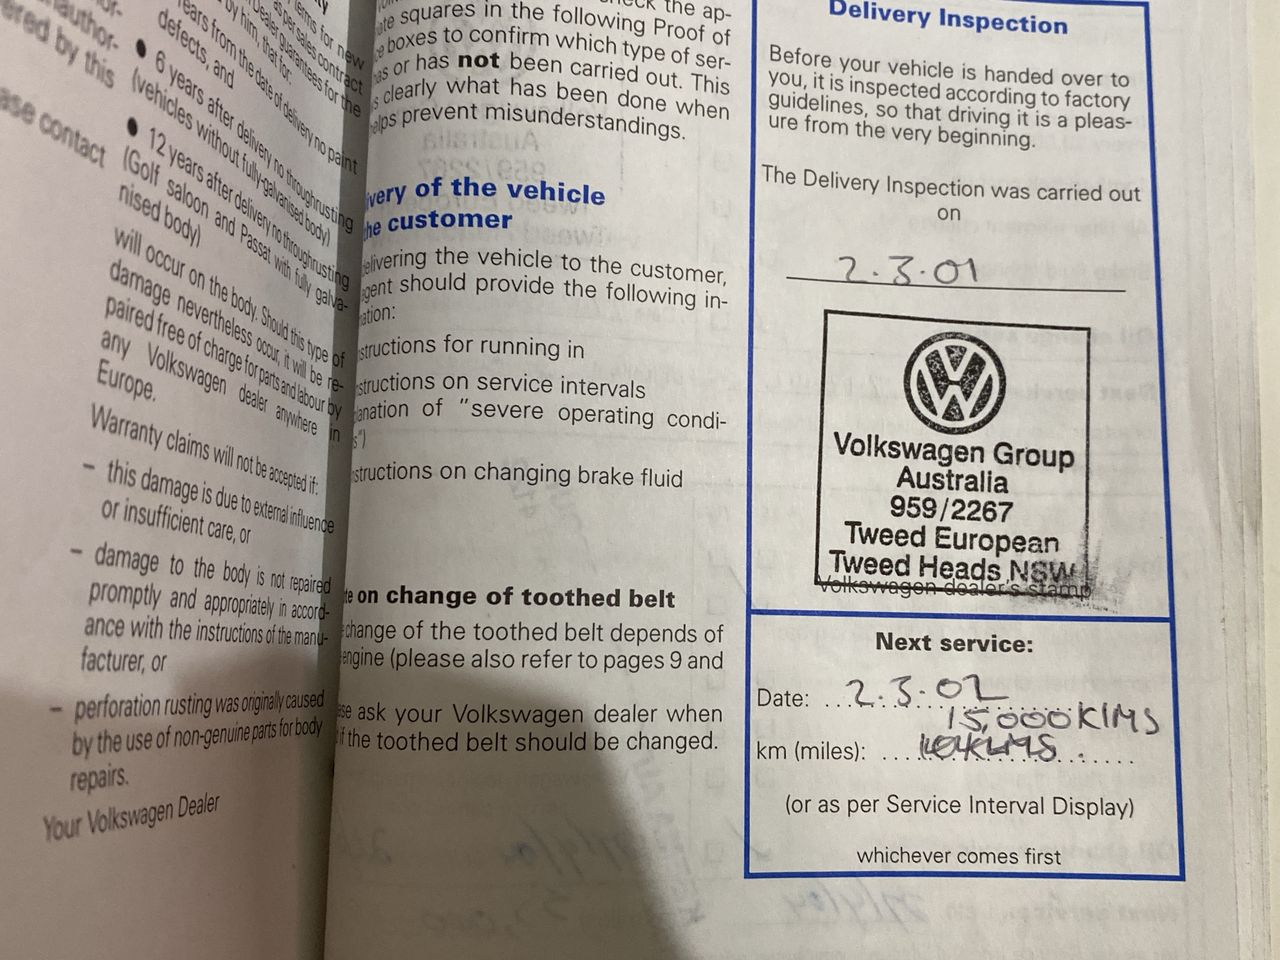 erms for new
as per sales contract
Dealer guarantees for the
by him, that for:
ears from the date of delivery no paint
defects, and
● 6 years after delivery no throughrusting
(vehicles without fully-galvanised body)
● 12 years after delivery no throughrusting
(Golf saloon and Passat with fully galva-
nised body)
will occur on the body. Should this type of
damage nevertheless occur, it will be re-
paired free of charge for parts and labour by
any Volkswagen dealer anywhere in
Europe.
Warranty claims will not be accepted if:
– this damage is due to external influence
or insufficient care, or
– damage to the body is not repaired
promptly and appropriately in accord-
ance with the instructions of the manu-
facturer, or
– perforation rusting was originally caused
by the use of non-genuine parts for body
repairs.
Your Volkswagen Dealer
nauthor-
ered by this
ase contact
eck the ap-
ate squares in the following Proof of
e boxes to confirm which type of ser-
as or has not been carried out. This
s clearly what has been done when
elps prevent misunderstandings.
ivery of the vehicle
he customer
elivering the vehicle to the customer,
gent should provide the following in-
ation:
structions for running in
structions on service intervals
anation of "severe operating condi-
s")
structions on changing brake fluid
te on change of toothed belt
change of the toothed belt depends of
engine (please also refer to pages 9 and
ase ask your Volkswagen dealer when
if the toothed belt should be changed.
Delivery Inspection
Before your vehicle is handed over to
you, it is inspected according to factory
guidelines, so that driving it is a pleas-
ure from the very beginning.
The Delivery Inspection was carried out
on
2.3.01
Volkswagen Group
Australia
959/2267
Tweed European
Tweed Heads NSW
Volkswagen dealer's stamp
Next service:
Date: 2.3.02
15,000KMS
km (miles):
(or as per Service Interval Display)
whichever comes first